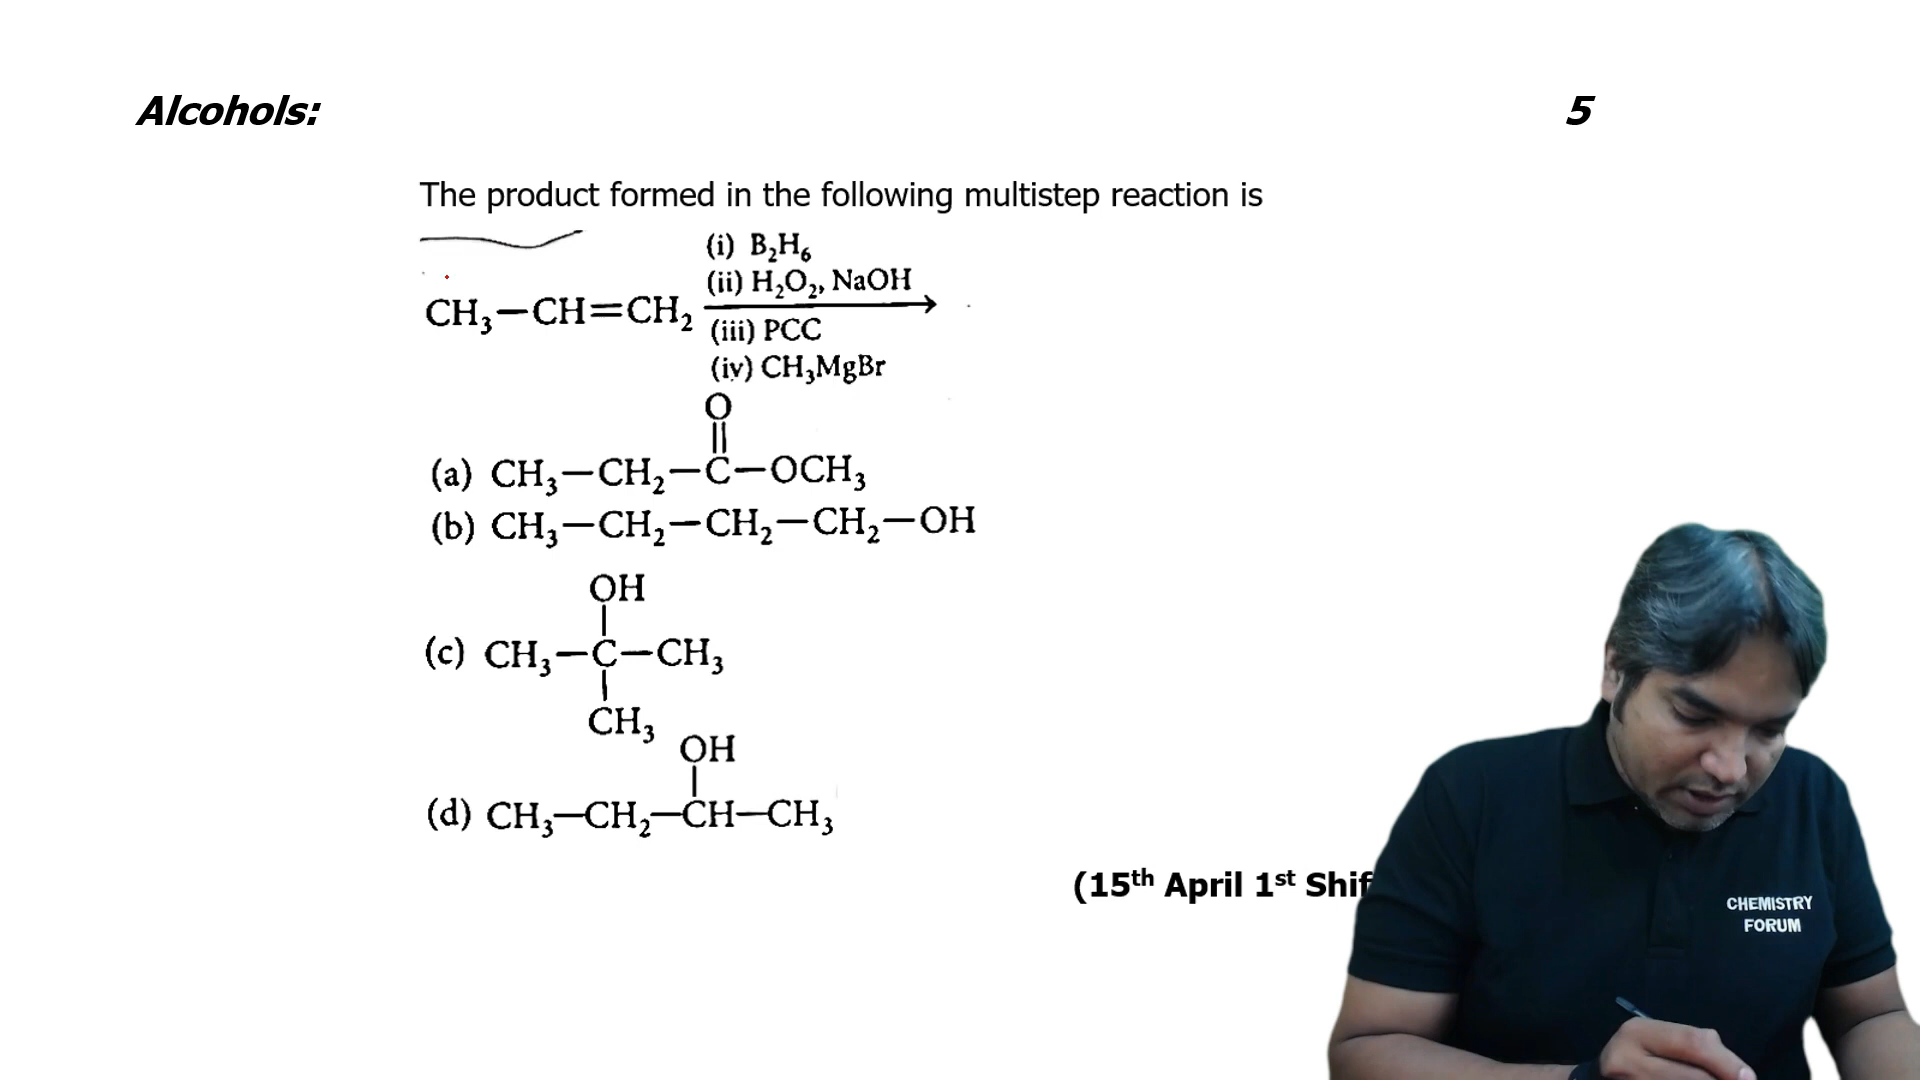 Alcohols: 5
The product formed in the following multistep reaction is
(i) B₂H₆
(ii) H₂O₂, NaOH
CH₃—CH=CH₂ →
(iii) PCC
(iv) CH₃MgBr
O
||
(a) CH₃—CH₂—C—OCH₃
(b) CH₃—CH₂—CH₂—CH₂—OH
OH
|
(c) CH₃—C—CH₃
|
CH₃
OH
|
(d) CH₃—CH₂—CH—CH₃
(15th April 1st Shif
CHEMISTRY
FORUM